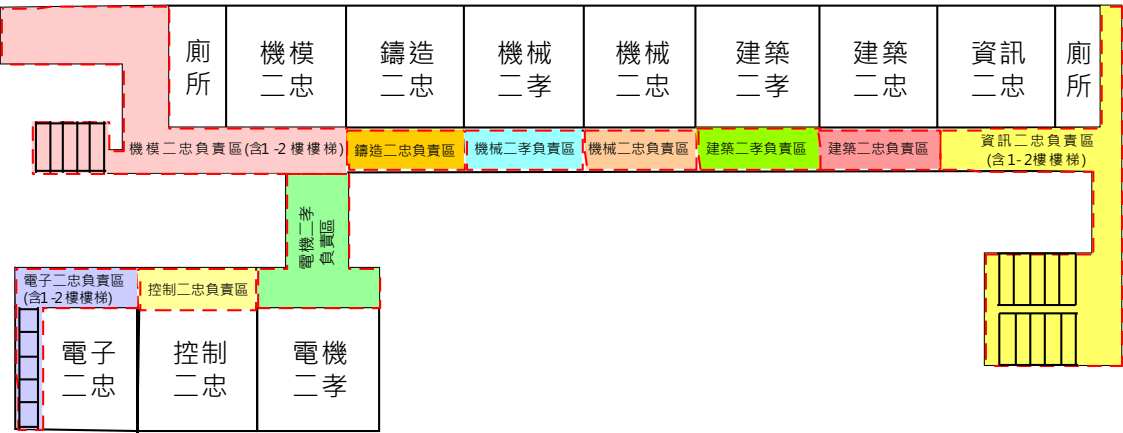 廁
所
機模
二忠
鑄造
二忠
機械
二孝
機械
二忠
建築
二孝
建築
二忠
資訊
二忠
廁
所
機模二忠負責區(含1-2樓樓梯)
鑄造二忠負責區
機械二孝負責區
機械二忠負責區
建築二孝負責區
建築二忠負責區
資訊二忠負責區
(含1-2樓樓梯)
電機二孝
負責區
電子二忠負責區
(含1-2樓樓梯)
控制二忠負責區
電子
二忠
控制
二忠
電機
二孝